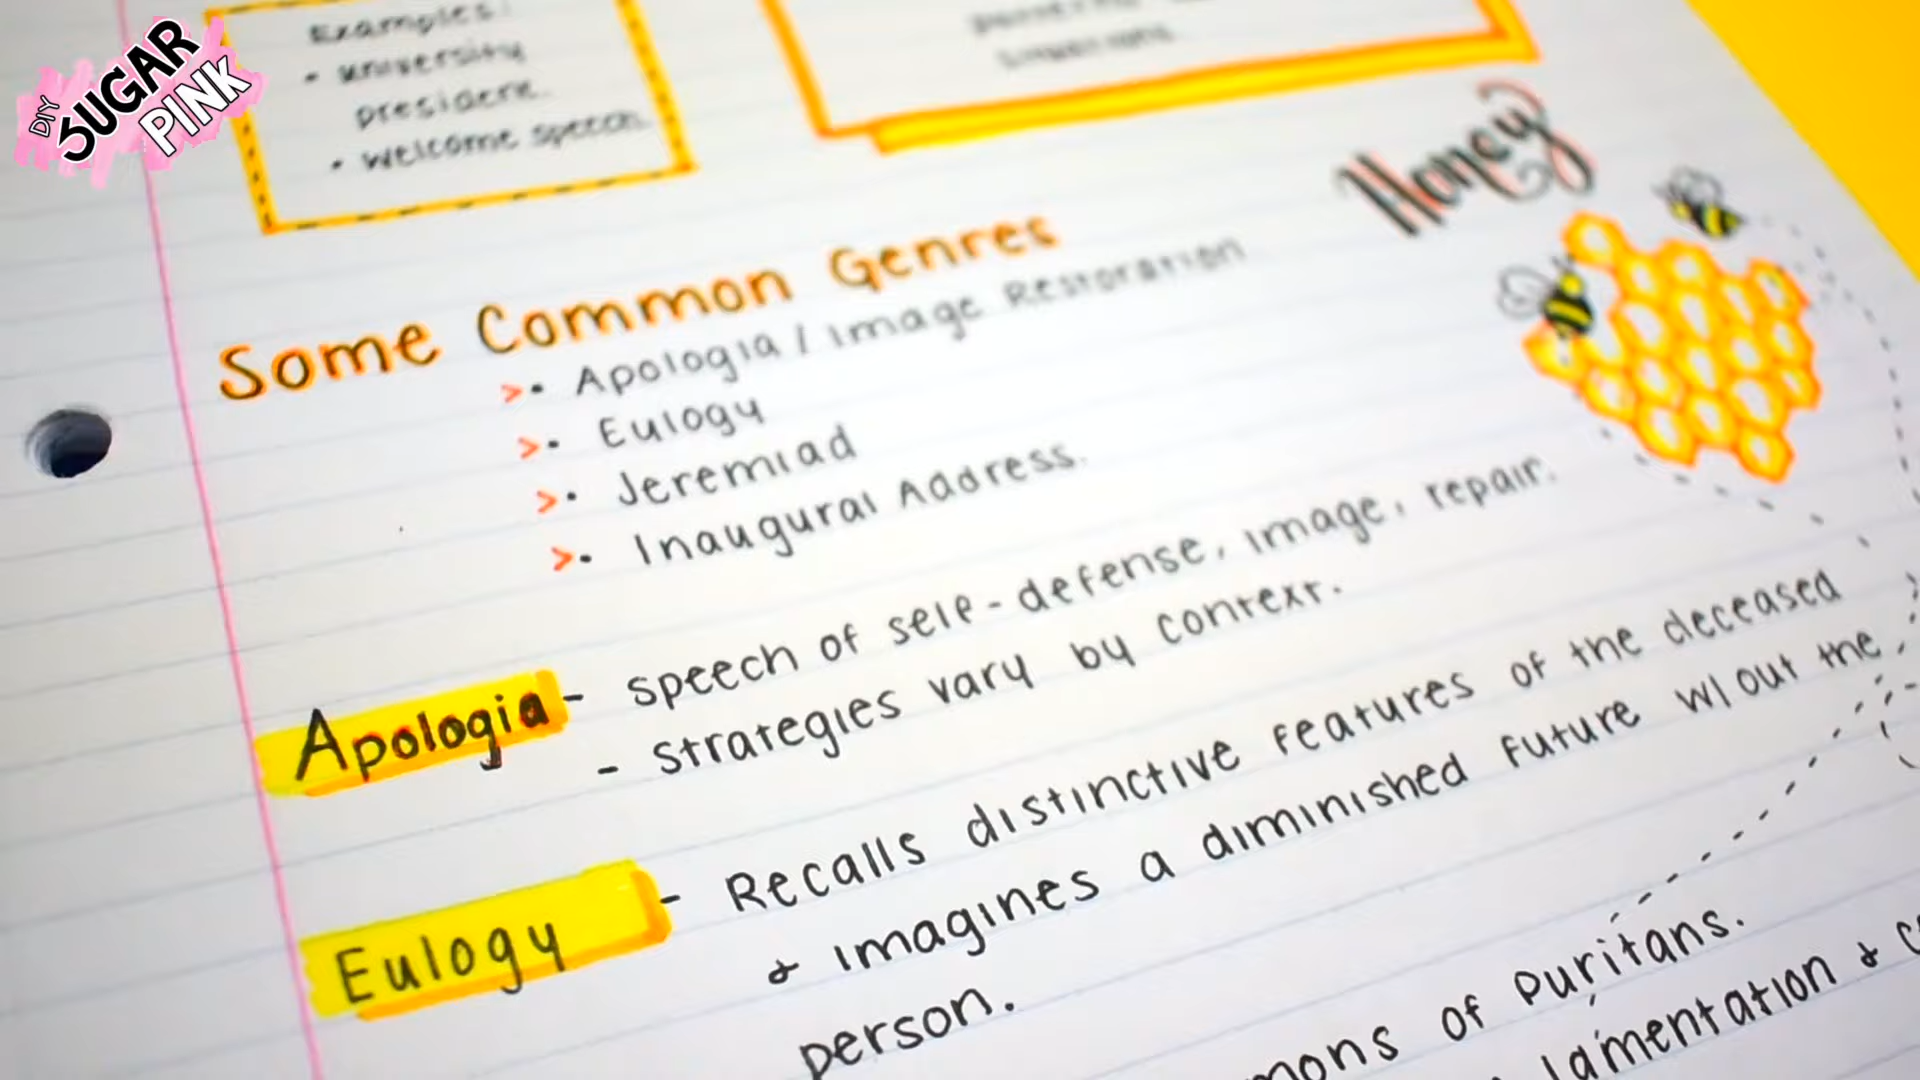 DIY
SUGAR
PINK
Examples:
• university
president.
• welcome speech.
situations.
Honey
Some Common Genres
>• Apologia / Image Restoration
>• Eulogy
>• Jeremiad
>• Inaugural Address.
Apologia - speech of self-defense, image, repair.
- strategies vary by context.
Eulogy - Recalls distinctive features of the deceased
& imagines a diminished future w/out the
person.
of Puritans.
lamentation &